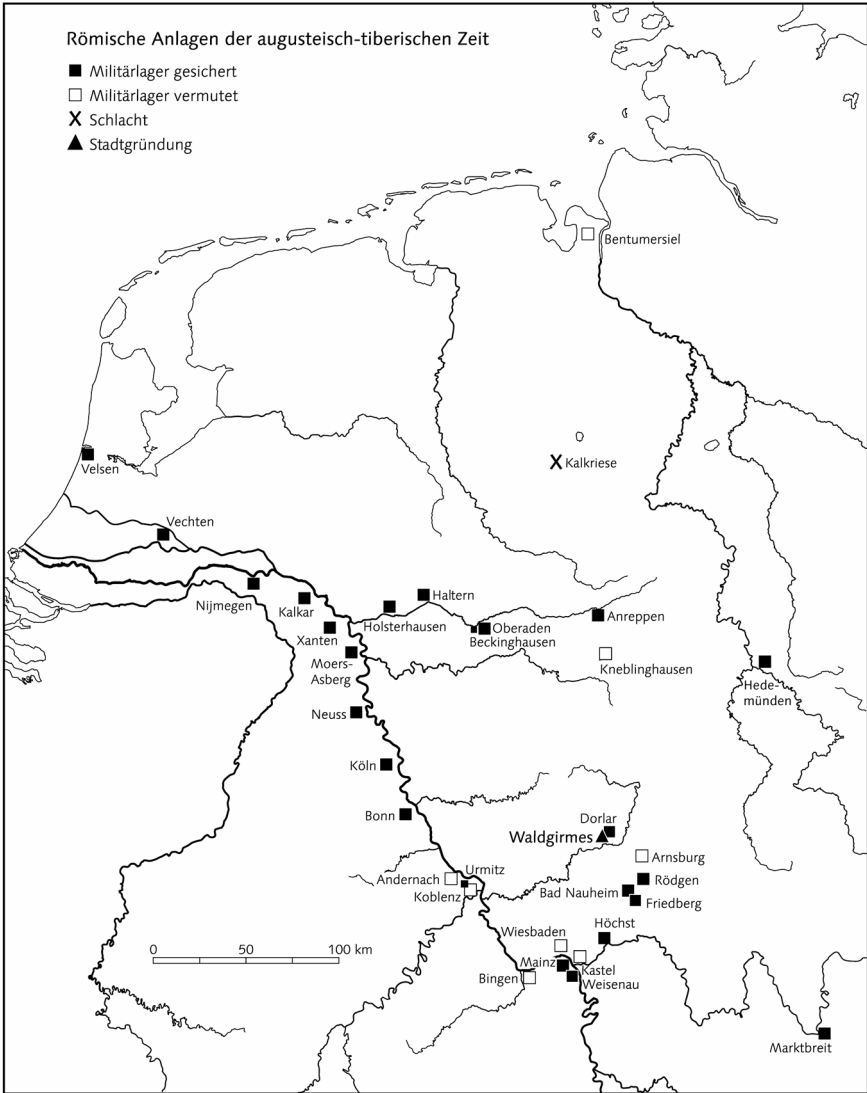 Römische Anlagen der augusteisch-tiberischen Zeit
Militärlager gesichert
Militärlager vermutet
Schlacht
Stadtgründung
Bentumersiel
Velsen
Kalkriese
Vechten
Nijmegen
Kalkar
Haltern
Holsterhausen
Xanten
Oberaden
Beckinghausen
Anreppen
Moers-
Asberg
Kneblinghausen
Hede-
münden
Neuss
Köln
Bonn
Dorlar
Waldgirmes
Arnsburg
Urmitz
Andernach
Koblenz
Rödgen
Bad Nauheim
Friedberg
Höchst
Wiesbaden
Mainz
Kastel
Weisenau
Bingen
Marktbreit
0 50 100 km